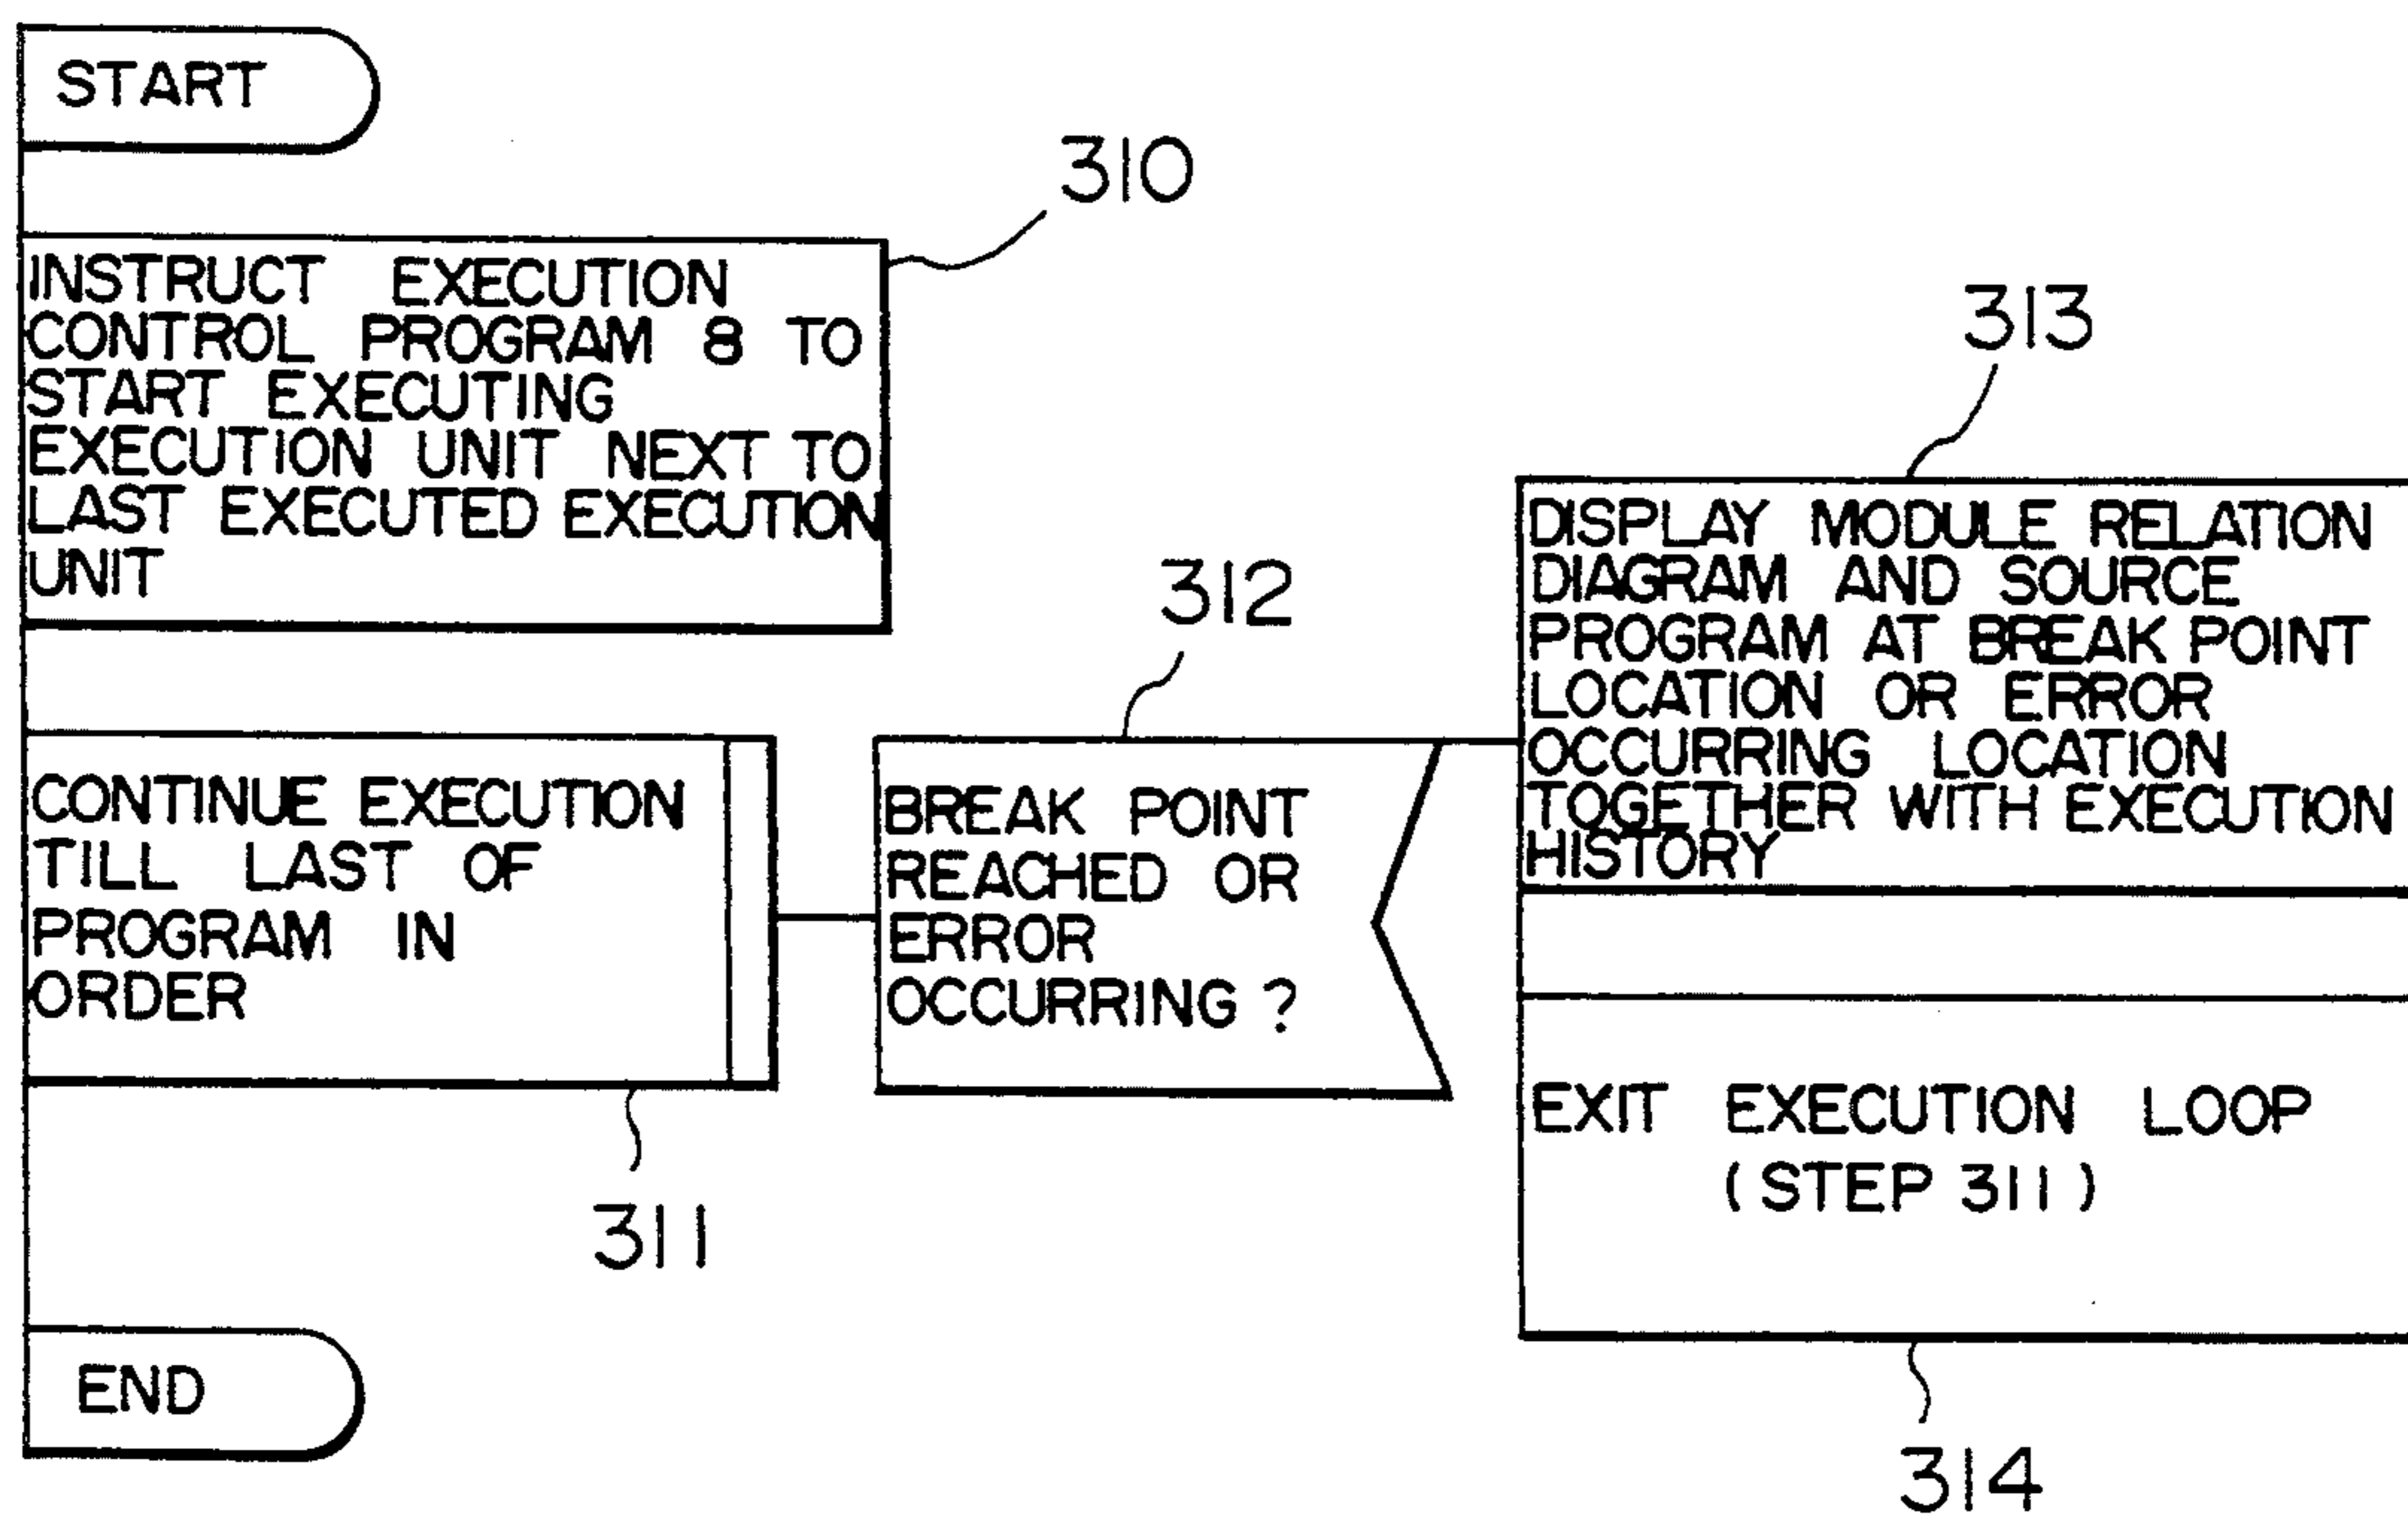 START
310
INSTRUCT EXECUTION
CONTROL PROGRAM 8 TO
START EXECUTING
EXECUTION UNIT NEXT TO
LAST EXECUTED EXECUTION
UNIT
311
CONTINUE EXECUTION
TILL LAST OF
PROGRAM IN
ORDER
312
BREAK POINT
REACHED OR
ERROR
OCCURRING ?
313
DISPLAY MODULE RELATION
DIAGRAM AND SOURCE
PROGRAM AT BREAK POINT
LOCATION OR ERROR
OCCURRING LOCATION
TOGETHER WITH EXECUTION
HISTORY
EXIT EXECUTION LOOP
( STEP 311 )
314
END